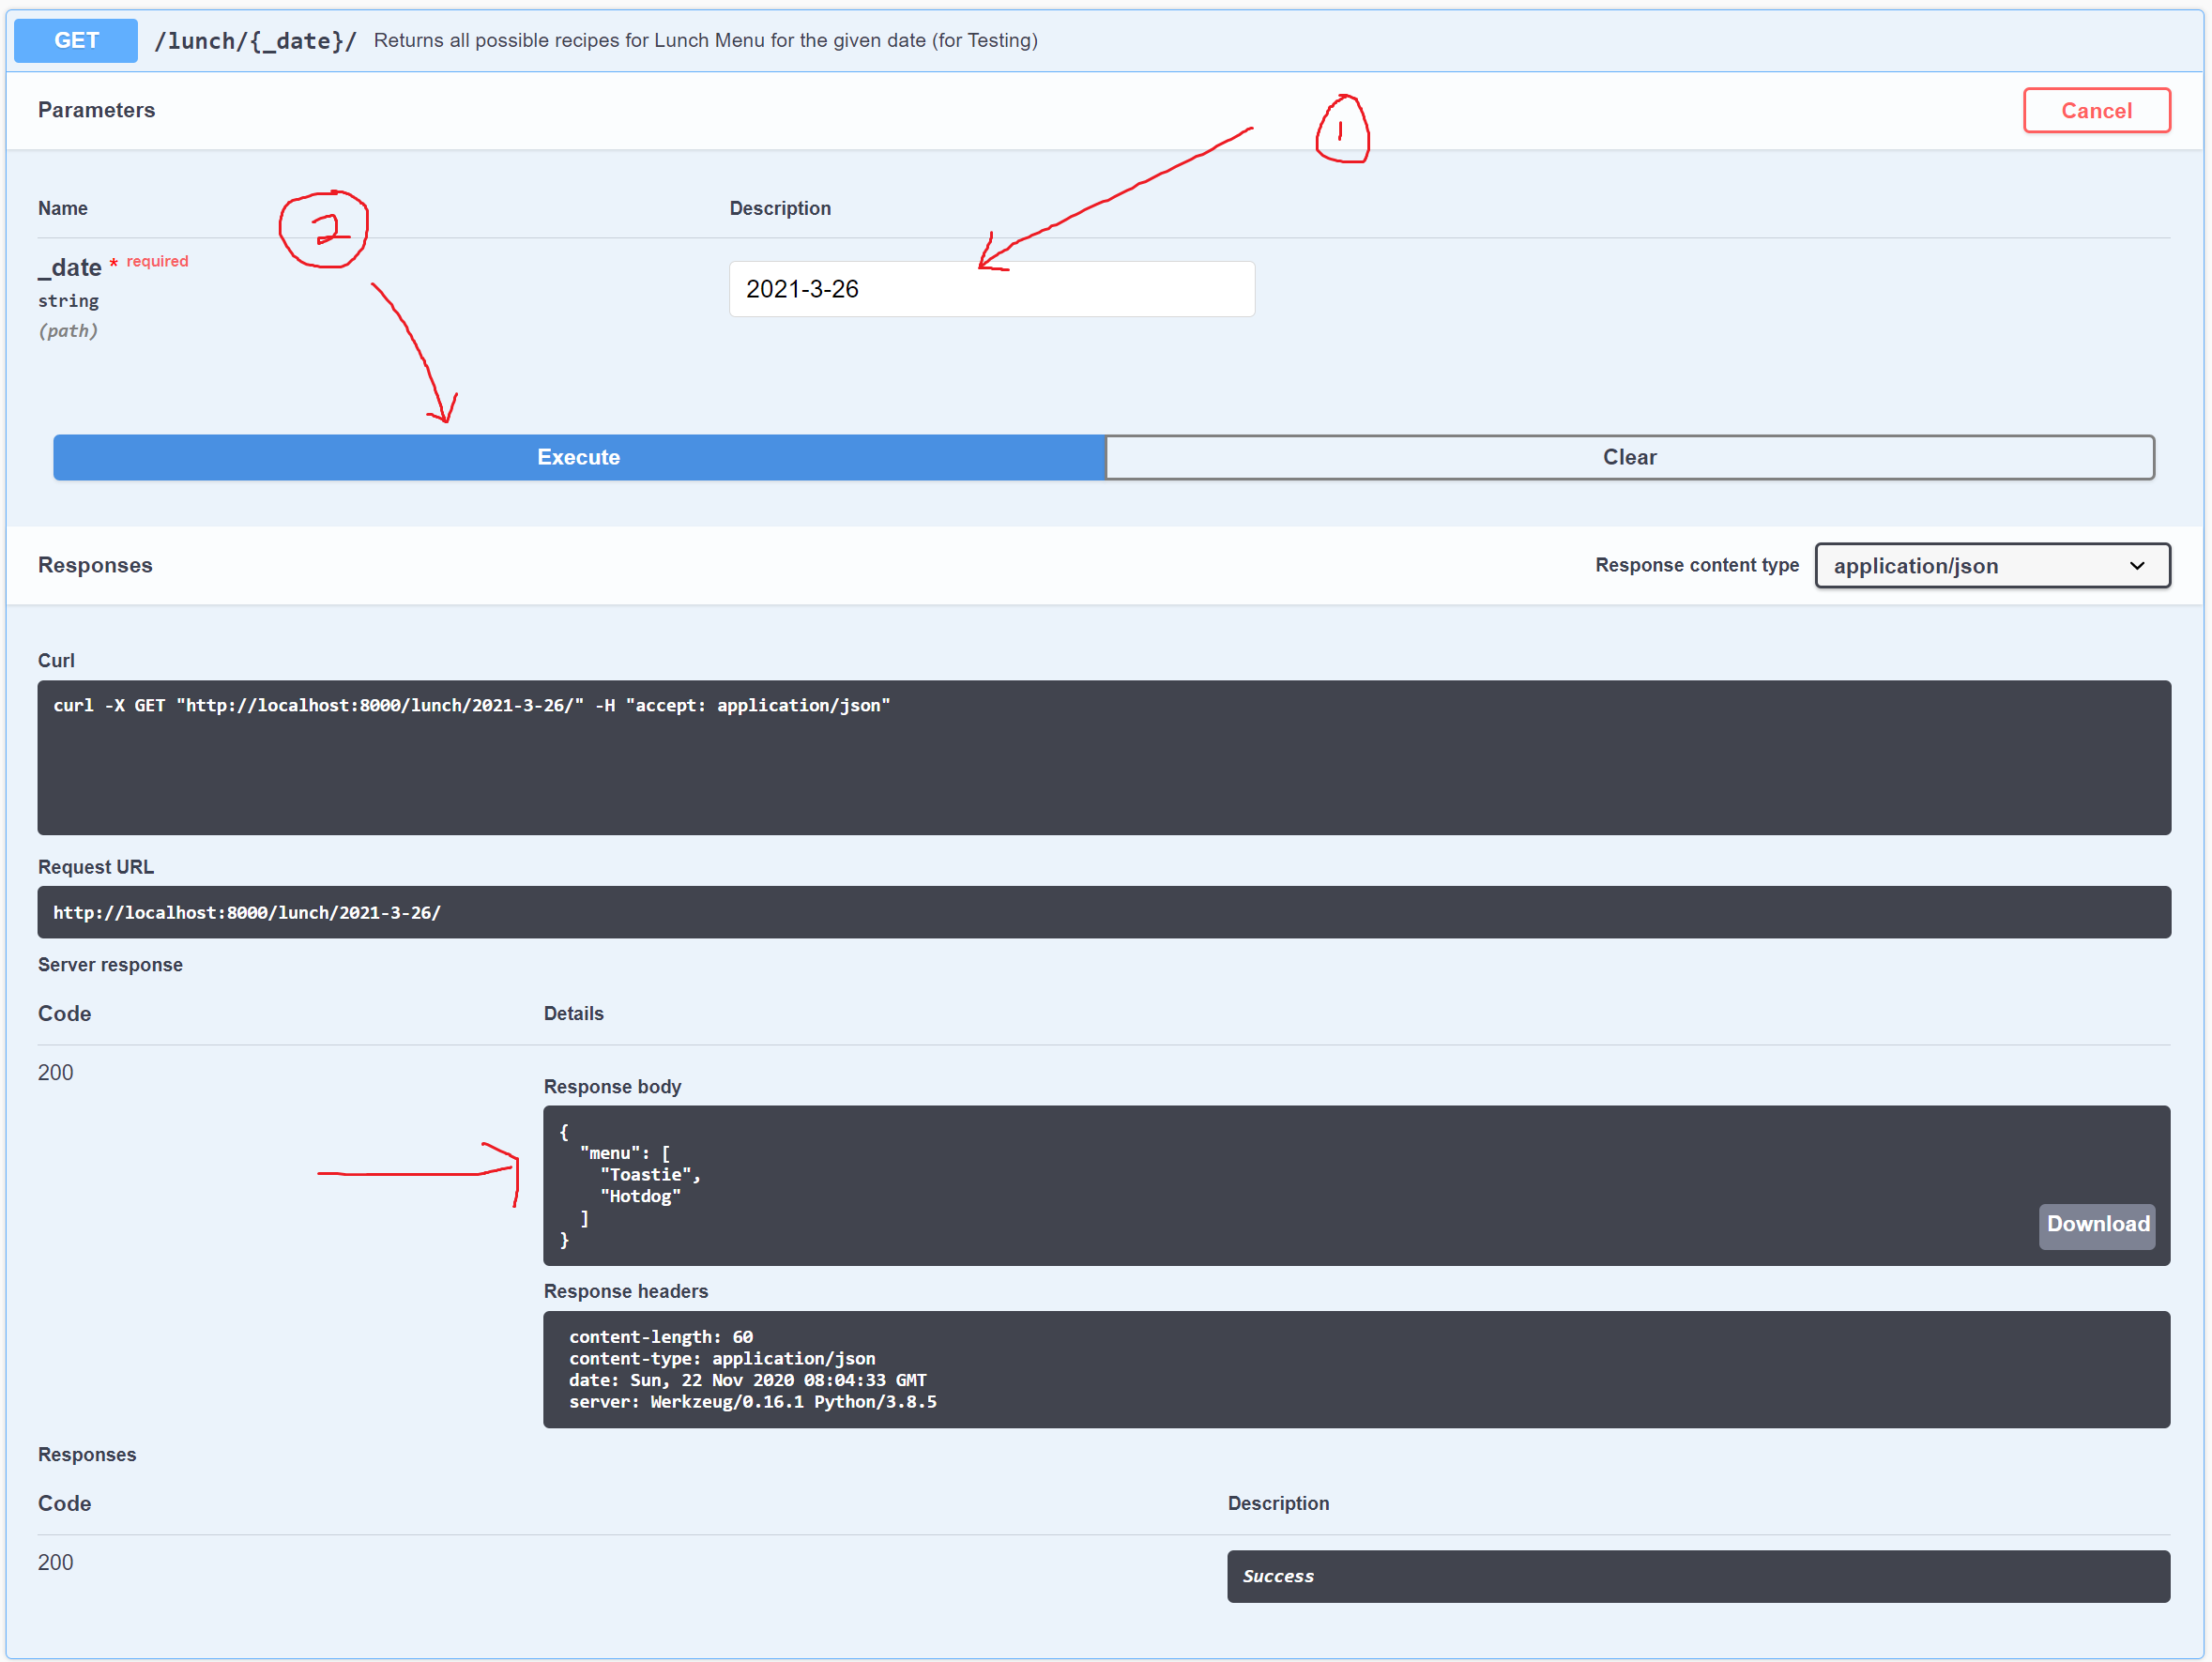 GET /lunch/{_date}/ Returns all possible recipes for Lunch Menu for the given date (for Testing)
Parameters
Cancel
1
Name
Description
2
_date * required
string
(path)
2021-3-26
Execute
Clear
Responses
Response content type
application/json
Curl
curl -X GET "http://localhost:8000/lunch/2021-3-26/" -H "accept: application/json"
Request URL
http://localhost:8000/lunch/2021-3-26/
Server response
Code
Details
200
Response body
{
  "menu": [
    "Toastie",
    "Hotdog"
  ]
}
Download
Response headers
content-length: 60
content-type: application/json
date: Sun, 22 Nov 2020 08:04:33 GMT
server: Werkzeug/0.16.1 Python/3.8.5
Responses
Code
Description
200
Success